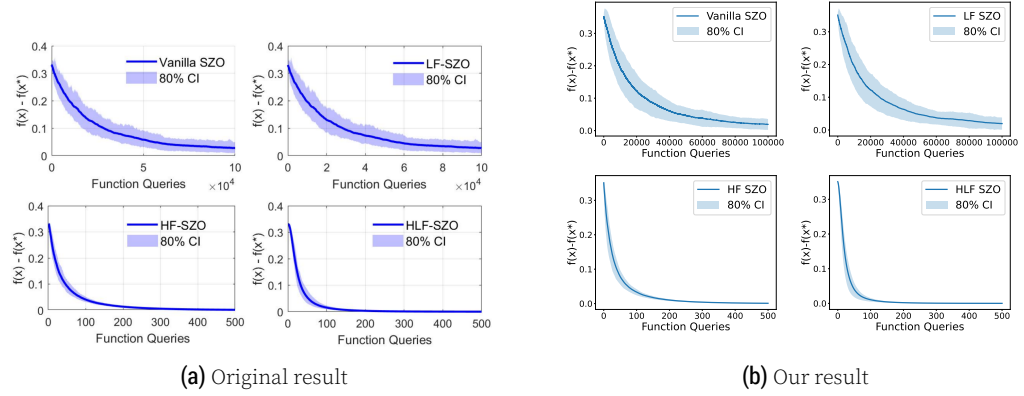 Vanilla SZO
80% CI
0.4
0.3
0.2
0.1
0
0
5
10
×10⁴
f(x) - f(x*)
Function Queries
LF-SZO
80% CI
0.4
0.3
0.2
0.1
0
0
2
4
6
8
10
×10⁴
f(x) - f(x*)
Function Queries
HF-SZO
80% CI
0.4
0.3
0.2
0.1
0
0
100
200
300
400
500
f(x) - f(x*)
Function Queries
HLF-SZO
80% CI
0.4
0.3
0.2
0.1
0
0
100
200
300
400
500
f(x) - f(x*)
Function Queries
(a) Original result
Vanilla SZO
80% CI
0.3
0.2
0.1
0.0
0
20000
40000
60000
80000
100000
f(x)-f(x*)
Function Queries
LF SZO
80% CI
0.3
0.2
0.1
0.0
0
20000
40000
60000
80000
100000
f(x)-f(x*)
Function Queries
HF SZO
80% CI
0.3
0.2
0.1
0.0
0
100
200
300
400
500
f(x)-f(x*)
Function Queries
HLF SZO
80% CI
0.3
0.2
0.1
0.0
0
100
200
300
400
500
f(x)-f(x*)
Function Queries
(b) Our result